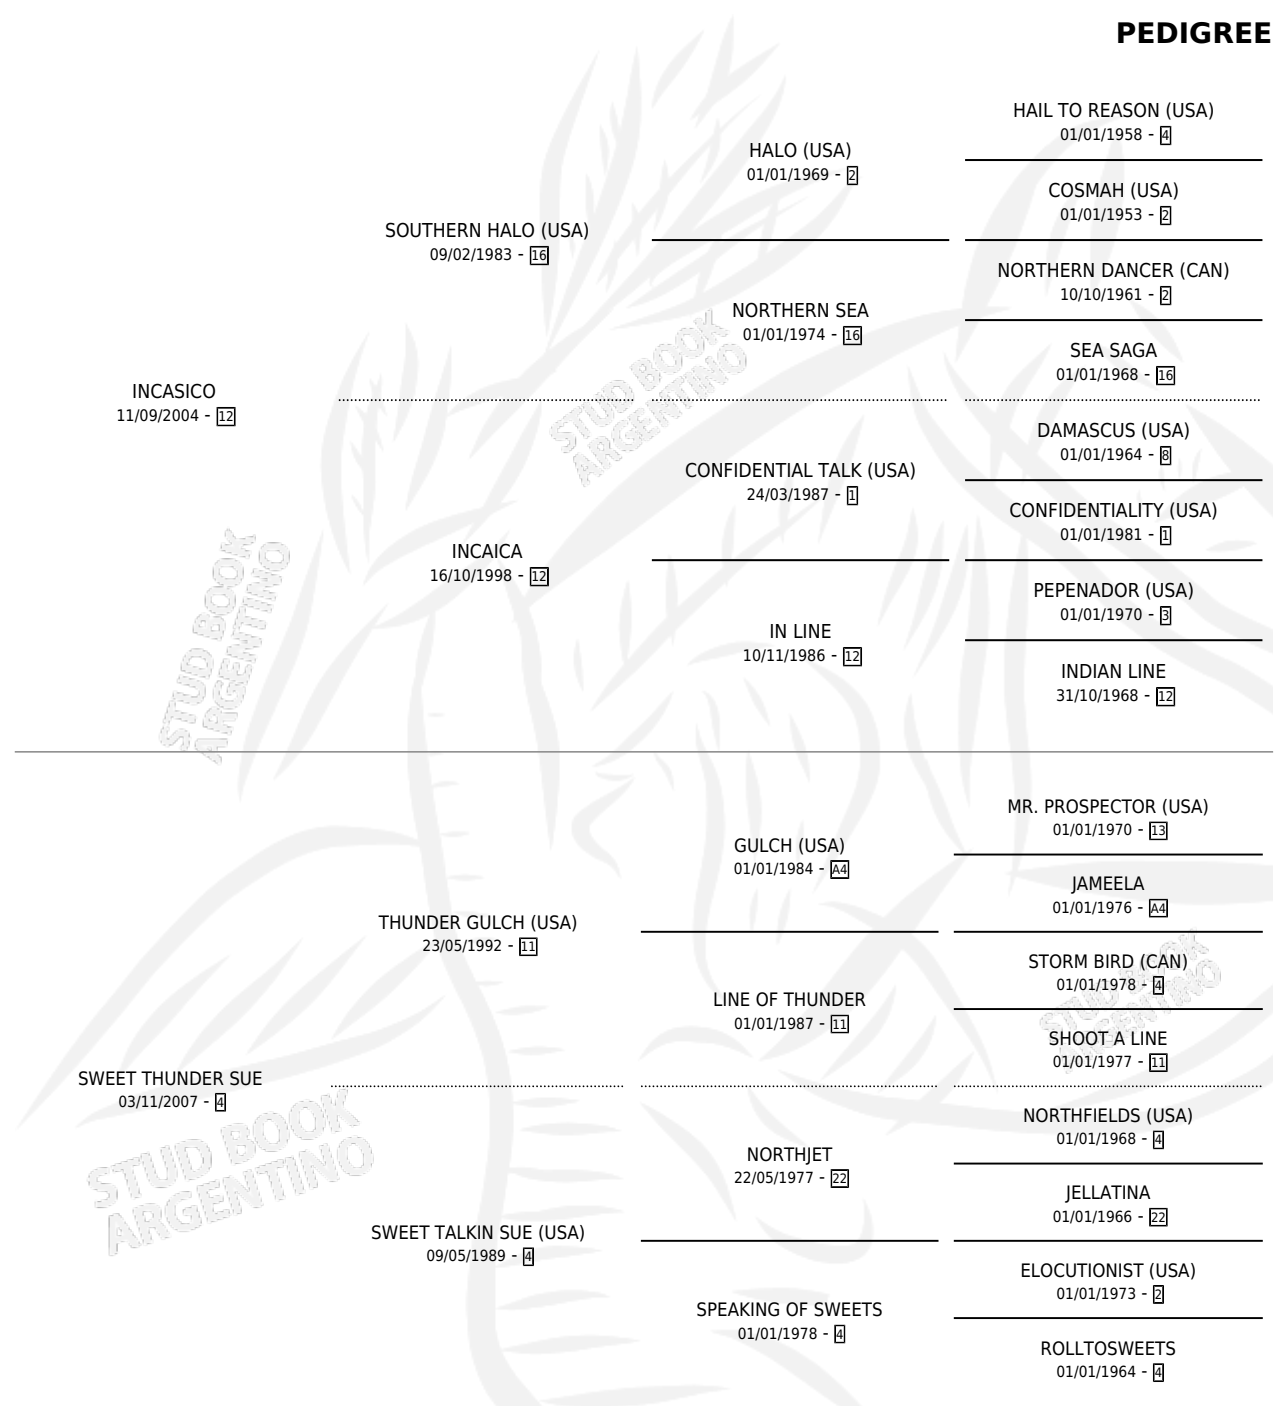 PEDIGREE
HAIL TO REASON (USA)
01/01/1958 - 4
HALO (USA)
01/01/1969 - 2
COSMAH (USA)
01/01/1953 - 2
SOUTHERN HALO (USA)
09/02/1983 - 16
NORTHERN DANCER (CAN)
10/10/1961 - 2
NORTHERN SEA
01/01/1974 - 16
SEA SAGA
01/01/1968 - 16
INCASICO
11/09/2004 - 12
DAMASCUS (USA)
01/01/1964 - 8
CONFIDENTIAL TALK (USA)
24/03/1987 - 1
CONFIDENTIALITY (USA)
01/01/1981 - 1
INCAICA
16/10/1998 - 12
PEPENADOR (USA)
01/01/1970 - 3
IN LINE
10/11/1986 - 12
INDIAN LINE
31/10/1968 - 12
MR. PROSPECTOR (USA)
01/01/1970 - 13
GULCH (USA)
01/01/1984 - A4
JAMEELA
01/01/1976 - A4
THUNDER GULCH (USA)
23/05/1992 - 11
STORM BIRD (CAN)
01/01/1978 - 4
LINE OF THUNDER
01/01/1987 - 11
SHOOT A LINE
01/01/1977 - 11
SWEET THUNDER SUE
03/11/2007 - 4
NORTHFIELDS (USA)
01/01/1968 - 4
NORTHJET
22/05/1977 - 22
JELLATINA
01/01/1966 - 22
SWEET TALKIN SUE (USA)
09/05/1989 - 4
ELOCUTIONIST (USA)
01/01/1973 - 2
SPEAKING OF SWEETS
01/01/1978 - 4
ROLLTOSWEETS
01/01/1964 - 4
STUD BOOK
ARGENTINO
STUD BOOK
ARGENTINO
STUD BOOK
ARGENTINO
STUD BOOK
ARGENTINO